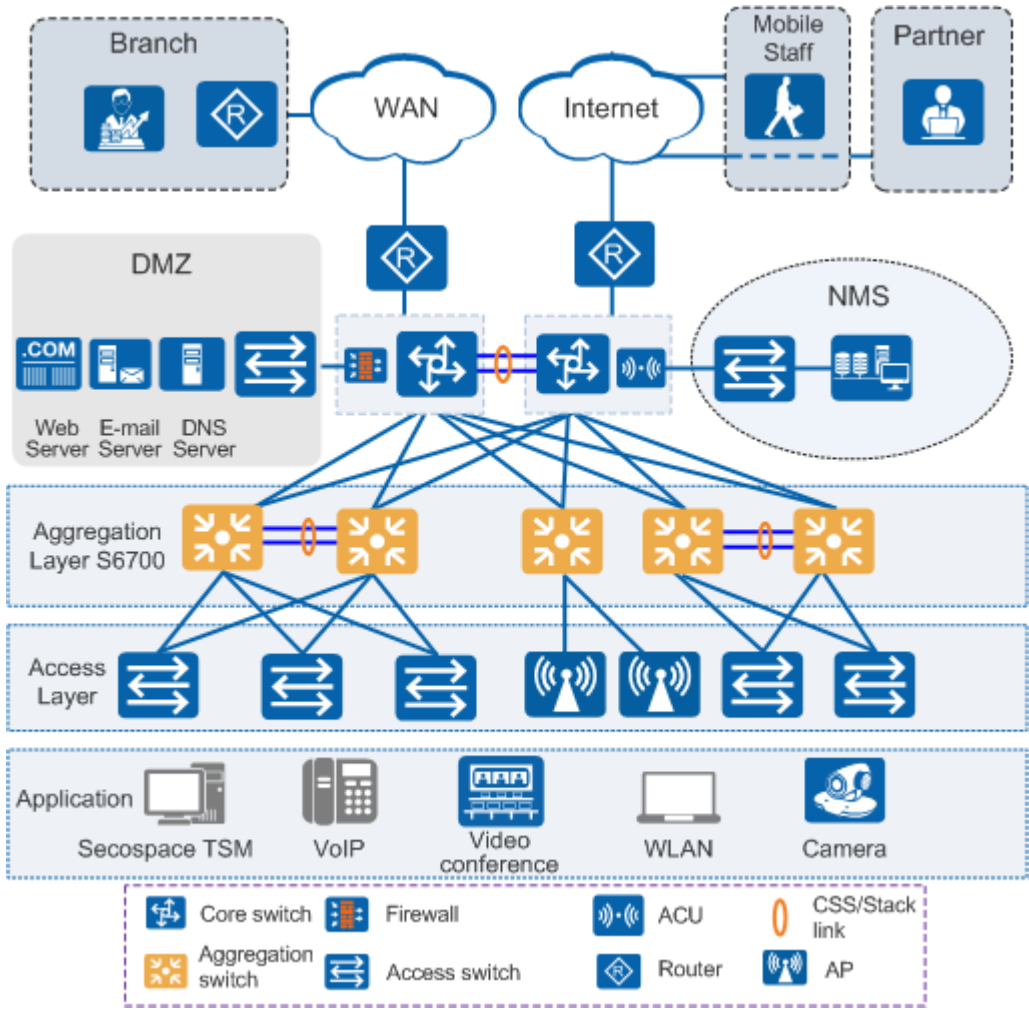 Branch
WAN
Internet
Mobile
Staff
Partner
R
R
R
DMZ
NMS
.COM
Web
Server
E-mail
Server
DNS
Server
Aggregation
Layer S6700
Access
Layer
Application
Secospace TSM
VoIP
Video
conference
WLAN
Camera
Core switch
Firewall
ACU
CSS/Stack
link
Aggregation
switch
Access switch
R
Router
AP